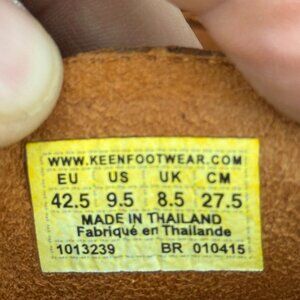 WWW.KEENFOOTWEAR.COM
EU US UK CM
42.5 9.5 8.5 27.5
MADE IN THAILAND
Fabriqué en Thaïlande
1013239 BR 010415